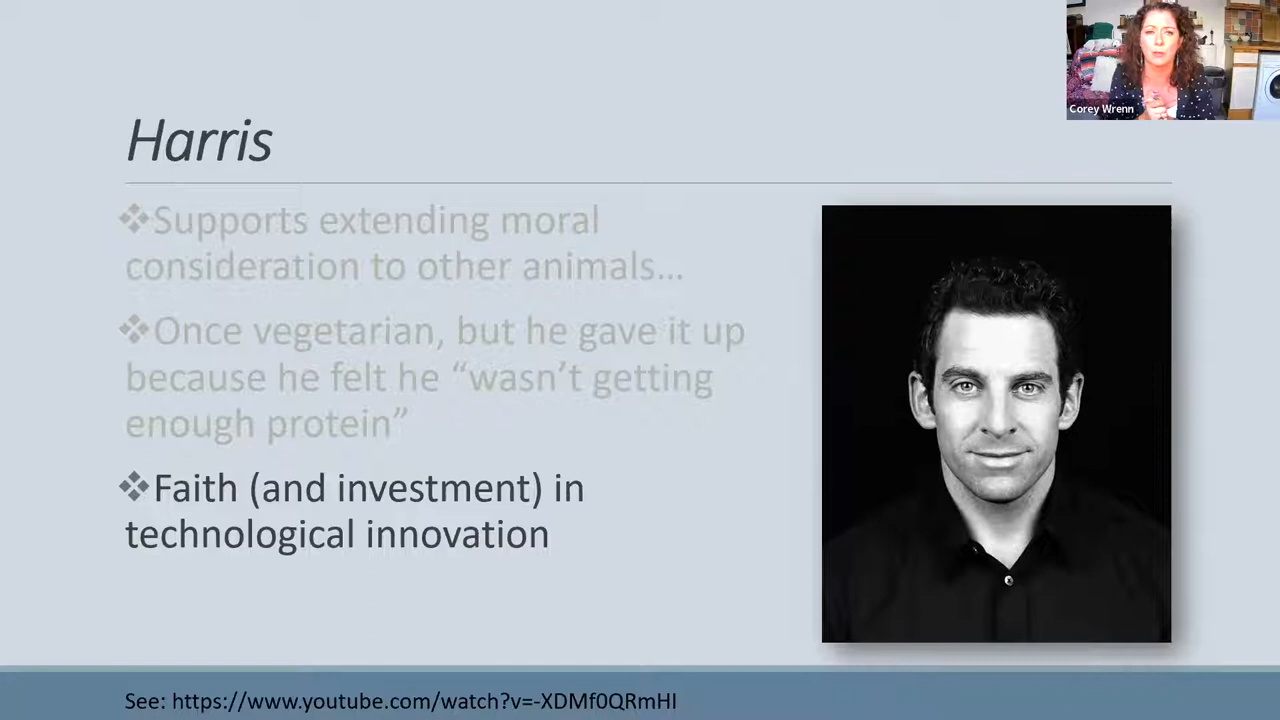 Corey Wrenn
Harris
❖Supports extending moral
consideration to other animals…
❖Once vegetarian, but he gave it up
because he felt he “wasn’t getting
enough protein”
❖Faith (and investment) in
technological innovation
See: https://www.youtube.com/watch?v=-XDMf0QRmHI